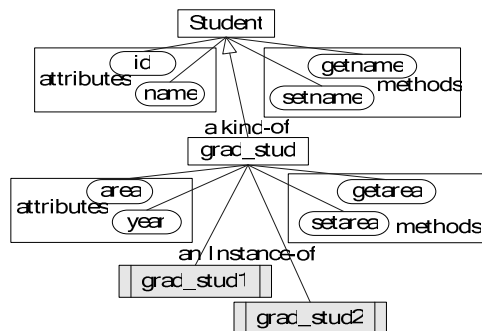 Student
id
getname
attributes
methods
name
setname
a kind-of
grad_stud
area
getarea
attributes
year
setarea
methods
an Instance-of
grad_stud1
grad_stud2